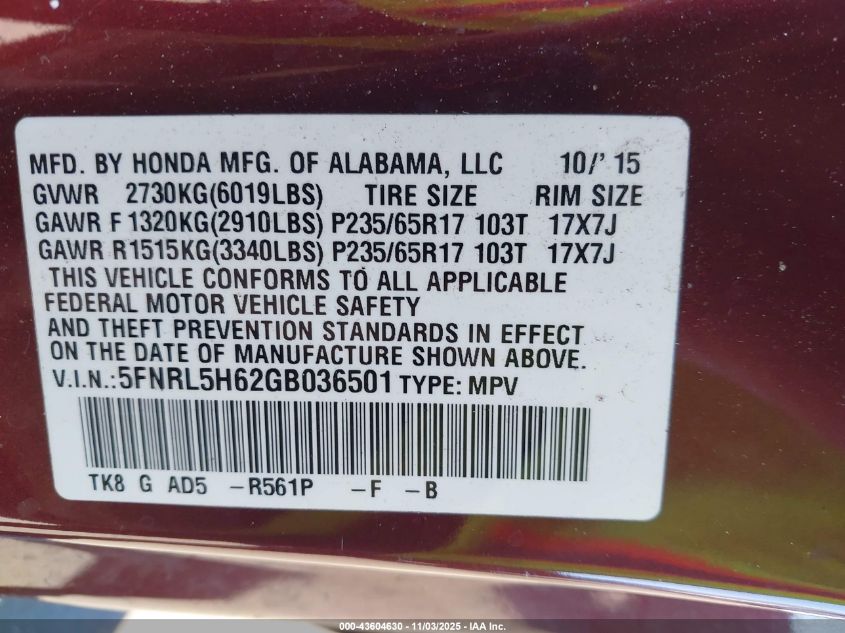 MFD. BY HONDA MFG. OF ALABAMA, LLC 10/'15
GVWR 2730KG(6019LBS) TIRE SIZE RIM SIZE
GAWR F 1320KG(2910LBS) P235/65R17 103T 17X7J
GAWR R1515KG(3340LBS) P235/65R17 103T 17X7J
THIS VEHICLE CONFORMS TO ALL APPLICABLE
FEDERAL MOTOR VEHICLE SAFETY
AND THEFT PREVENTION STANDARDS IN EFFECT
ON THE DATE OF MANUFACTURE SHOWN ABOVE.
V.I.N.:5FNRL5H62GB036501 TYPE: MPV
TK8 G AD5 -R561P -F -B
000-43604630 - 11/03/2025 - IAA Inc.